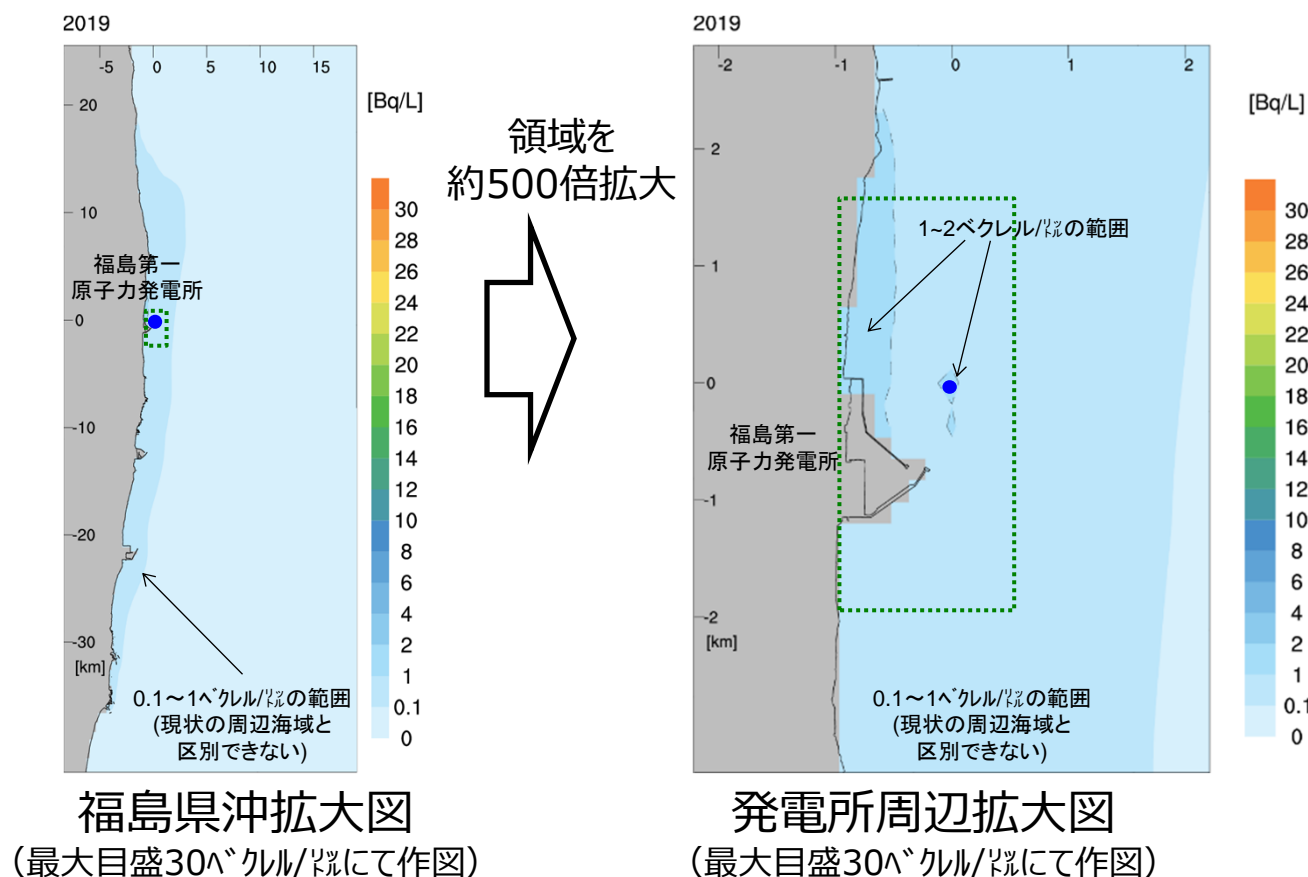 2019
-5 0 5 10 15
20
10
0
-10
-20
-30
[km]
福島第一
原子力発電所
0.1～1ﾍﾞｸﾚﾙ/㍑の範囲
(現状の周辺海域と
区別できない)
[Bq/L]
30
28
26
24
22
20
18
16
14
12
10
8
6
4
2
1
0.1
0
福島県沖拡大図
（最大目盛30ﾍﾞｸﾚﾙ/㍑にて作図）
領域を
約500倍拡大
2019
-2 -1 0 1 2
2
1
0
-1
-2
[km]
1~2ベクレル/㍑の範囲
福島第一
原子力発電所
0.1～1ﾍﾞｸﾚﾙ/㍑の範囲
(現状の周辺海域と
区別できない)
[Bq/L]
30
28
26
24
22
20
18
16
14
12
10
8
6
4
2
1
0.1
0
発電所周辺拡大図
（最大目盛30ﾍﾞｸﾚﾙ/㍑にて作図）